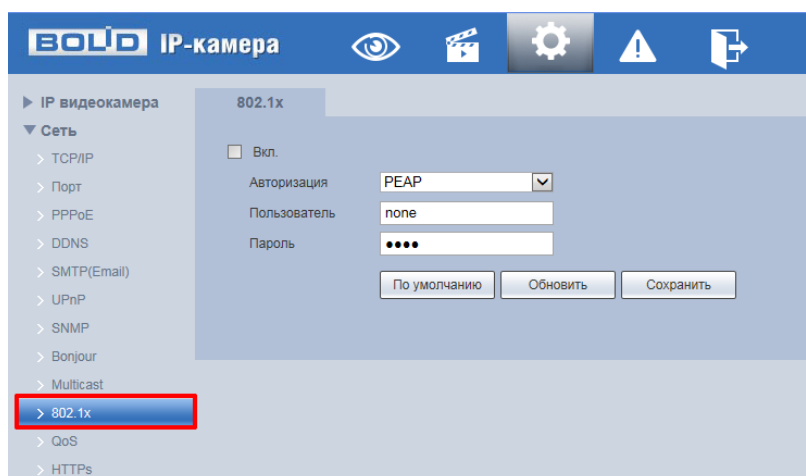 BOLID IP-камера
IP видеокамера
Сеть
TCP/IP
Порт
PPPoE
DDNS
SMTP(Email)
UPnP
SNMP
Bonjour
Multicast
802.1x
QoS
HTTPs
802.1x
Вкл.
Авторизация PEAP
Пользователь none
Пароль ●●●●
По умолчанию Обновить Сохранить